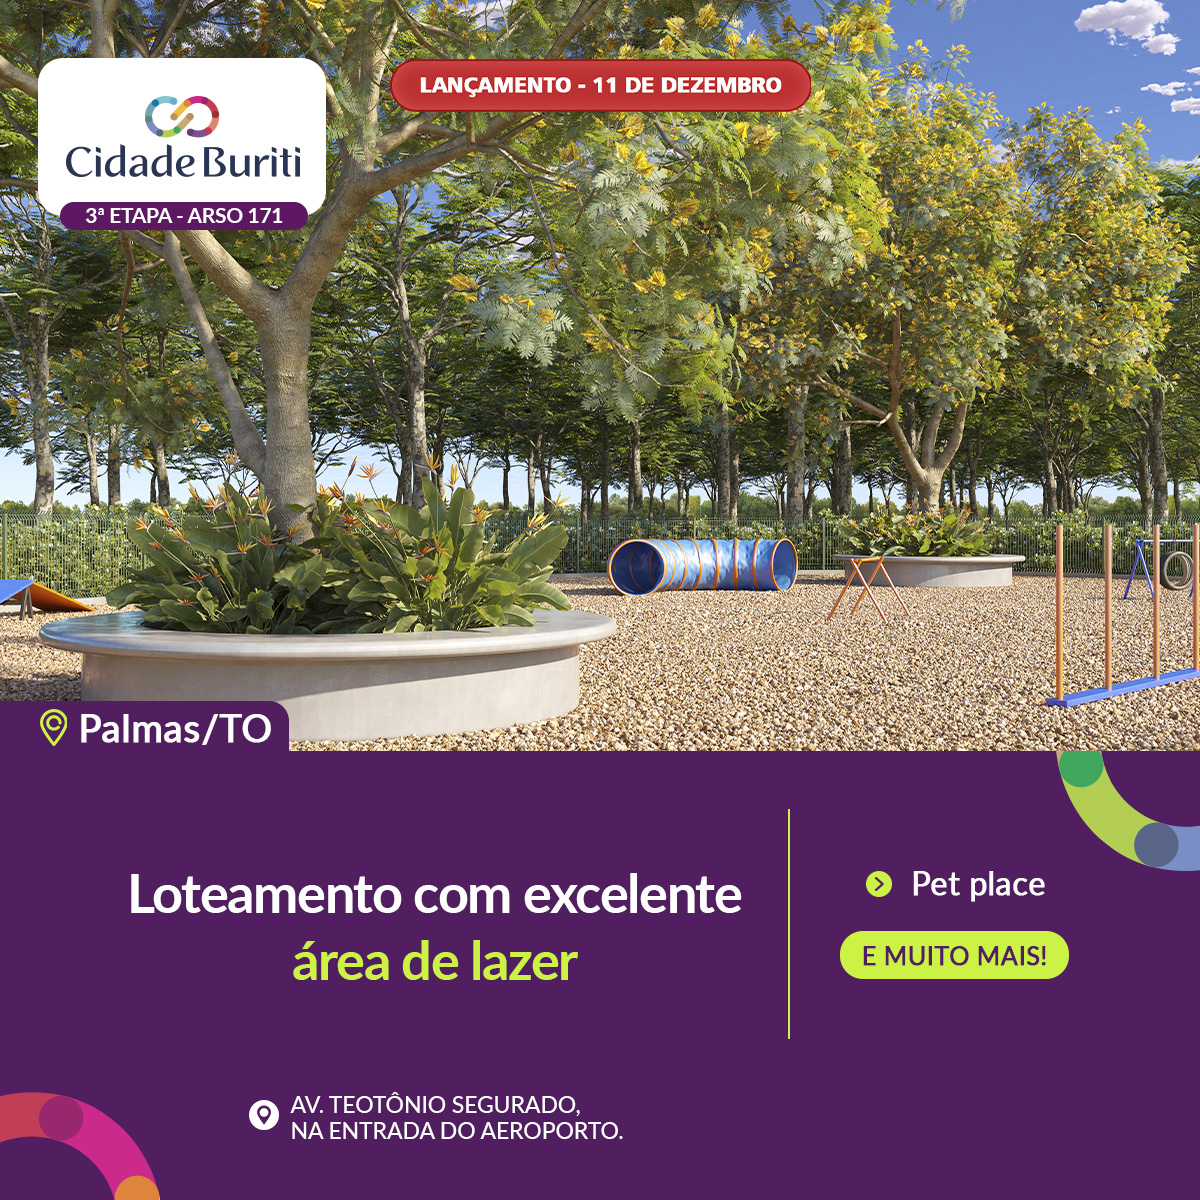 LANÇAMENTO - 11 DE DEZEMBRO
Cidade Buriti
3ª ETAPA - ARSO 171
Palmas/TO
Loteamento com excelente
área de lazer
Pet place
E MUITO MAIS!
AV. TEOTÔNIO SEGURADO,
NA ENTRADA DO AEROPORTO.